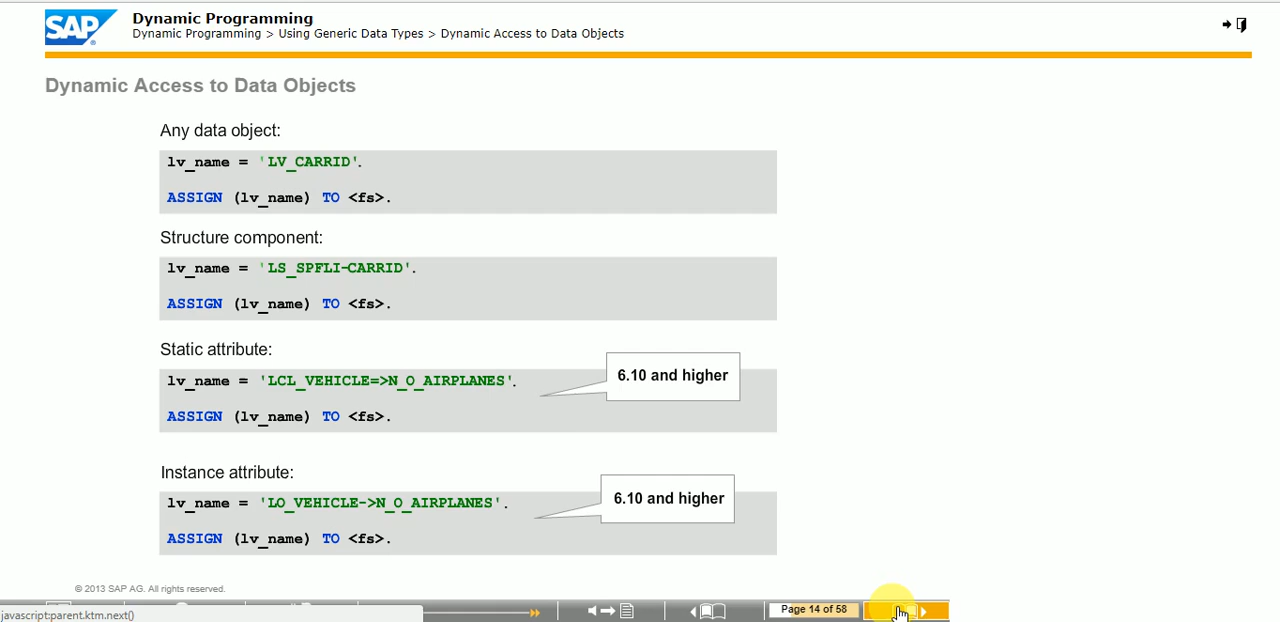 SAP
®
Dynamic Programming
Dynamic Programming > Using Generic Data Types > Dynamic Access to Data Objects
Dynamic Access to Data Objects
Any data object:
lv_name = 'LV_CARRID'.
ASSIGN (lv_name) TO <fs>.
Structure component:
lv_name = 'LS_SPFLI-CARRID'.
ASSIGN (lv_name) TO <fs>.
Static attribute:
6.10 and higher
lv_name = 'LCL_VEHICLE=>N_O_AIRPLANES'.
ASSIGN (lv_name) TO <fs>.
Instance attribute:
6.10 and higher
lv_name = 'LO_VEHICLE->N_O_AIRPLANES'.
ASSIGN (lv_name) TO <fs>.
© 2013 SAP AG. All rights reserved.
Page 14 of 58
javascript:parent.ktm.next()